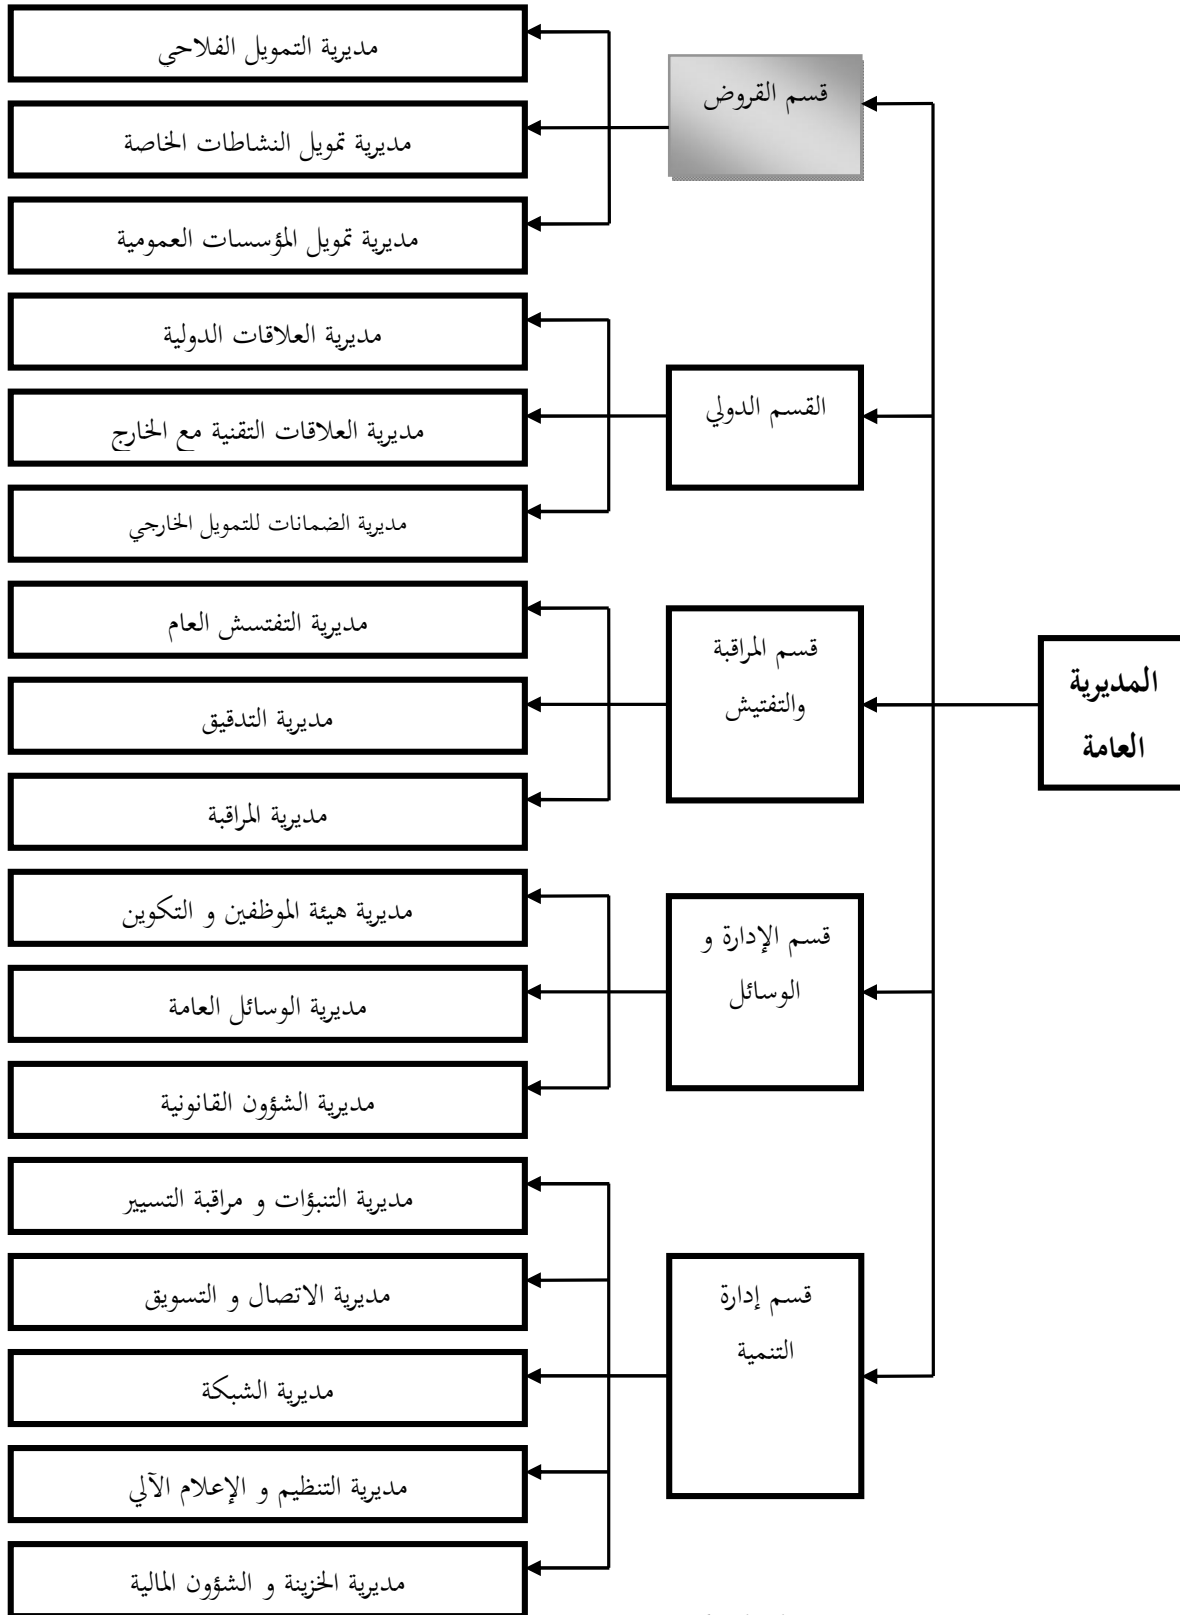 المديرية
العامة
قسم القروض
مديرية التمويل الفلاحي
مديرية تمويل النشاطات الخاصة
مديرية تمويل المؤسسات العمومية
القسم الدولي
مديرية العلاقات الدولية
مديرية العلاقات التقنية مع الخارج
مديرية الضمانات للتمويل الخارجي
قسم المراقبة
والتفتيش
مديرية التفتسش العام
مديرية التدقيق
مديرية المراقبة
قسم الإدارة و
الوسائل
مديرية هيئة الموظفين و التكوين
مديرية الوسائل العامة
مديرية الشؤون القانونية
قسم إدارة
التنمية
مديرية التنبؤات و مراقبة التسيير
مديرية الاتصال و التسويق
مديرية الشبكة
مديرية التنظيم و الإعلام الآلي
مديرية الخزينة و الشؤون المالية